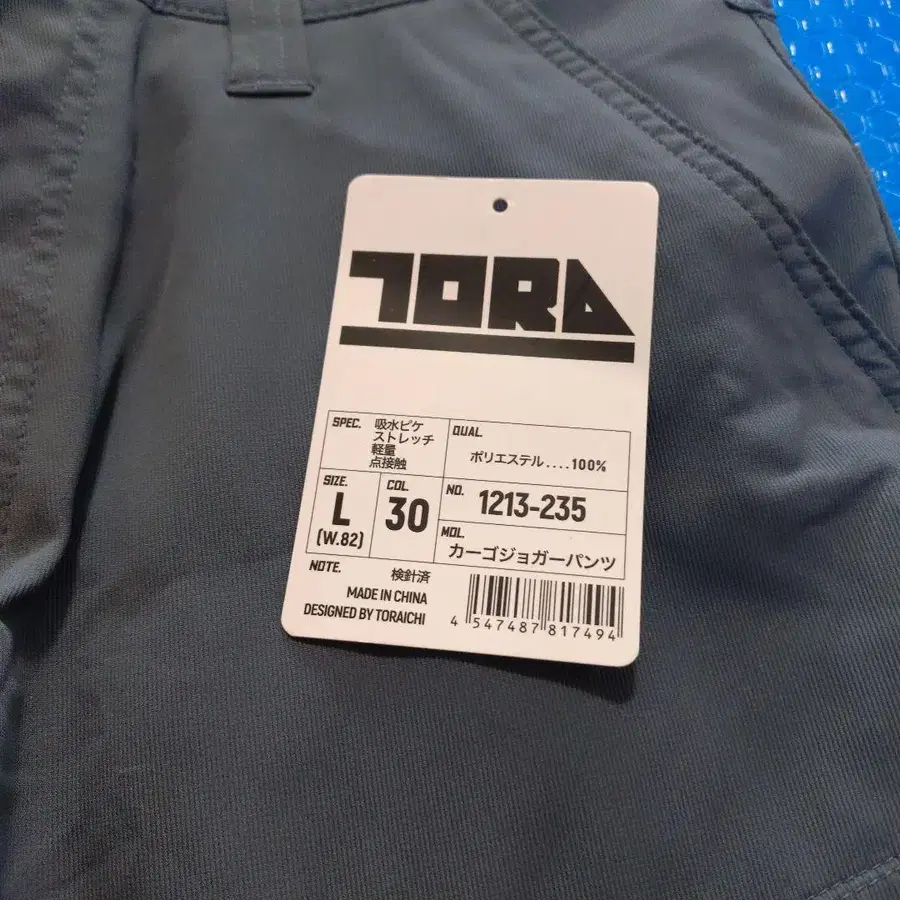 TORA
SPEC. 吸水ピケ
ストレッチ
軽量
点接触
QUAL.
ポリエステル....100%
SIZE.
L
(W.82)
COL.
30
NO. 1213-235
MDL.
カーゴジョガーパンツ
NOTE. 検針済
MADE IN CHINA
DESIGNED BY TORAICHI
4 547487 817494